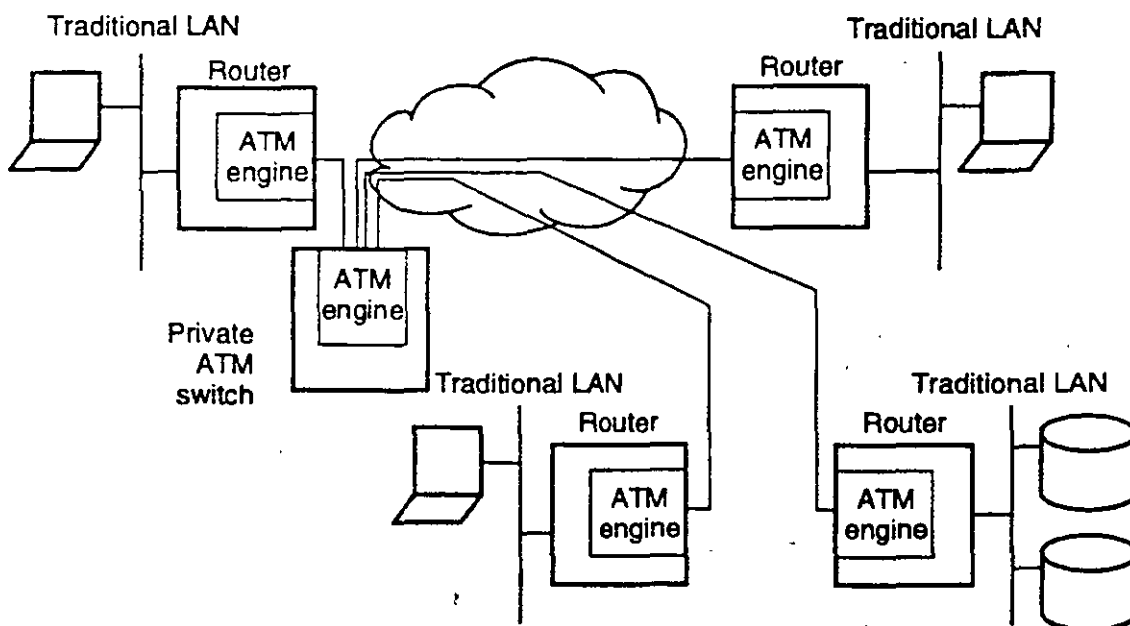 Traditional LAN
Router
ATM
engine
Traditional LAN
Router
ATM
engine
ATM
engine
Private
ATM
switch
Traditional LAN
Router
ATM
engine
Traditional LAN
Router
ATM
engine